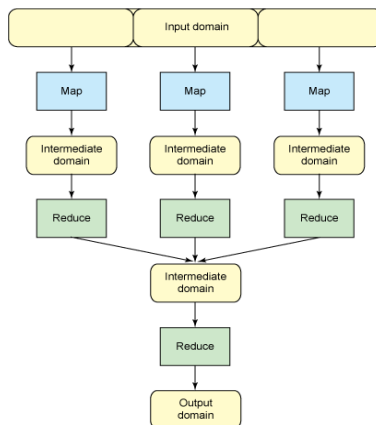 Input domain
Map Map Map
Intermediate Intermediate Intermediate
domain domain domain
Reduce Reduce Reduce
Intermediate
domain
Reduce
Output
domain